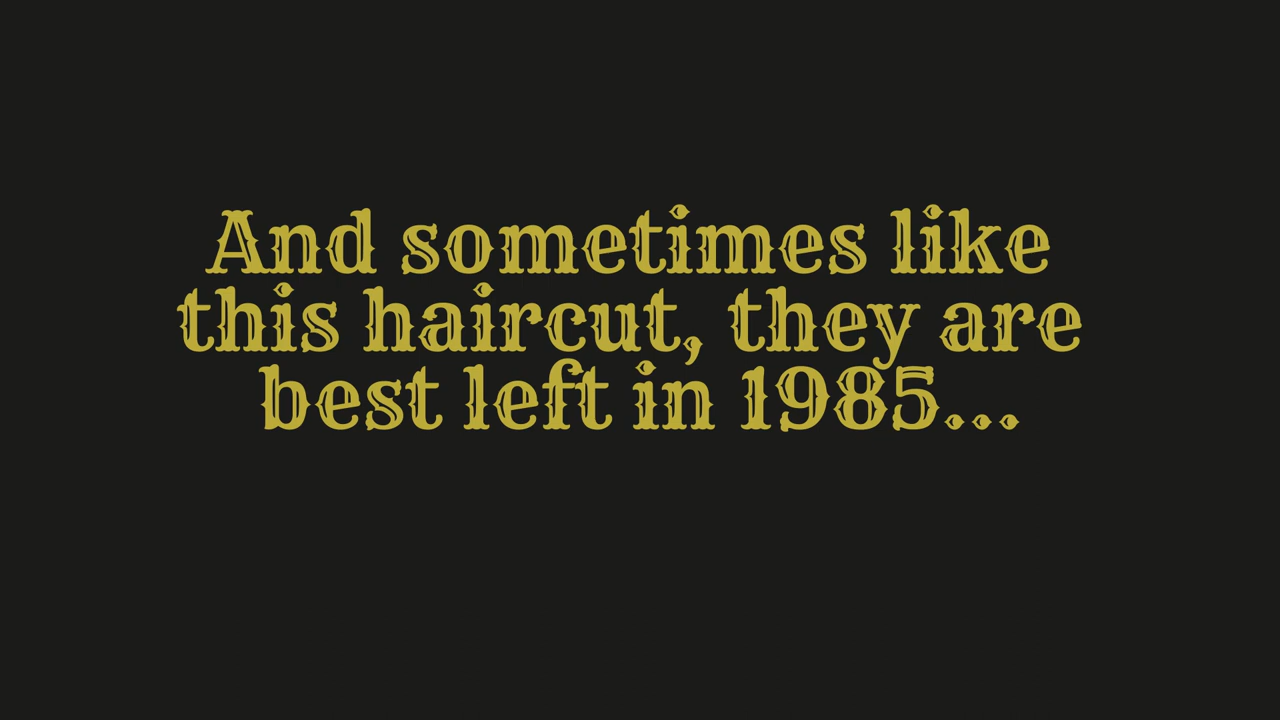 And sometimes like
this haircut, they are
best left in 1985...